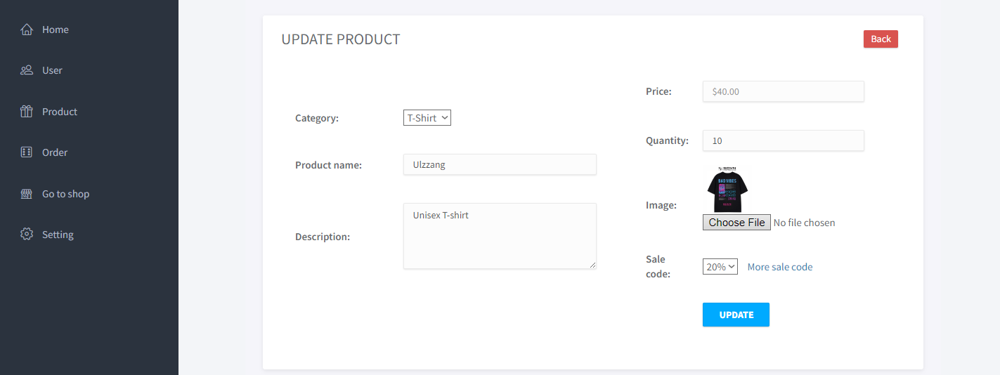 Home
User
Product
Order
Go to shop
Setting
UPDATE PRODUCT
Back
Category:
T-Shirt
Product name:
Ulzzang
Description:
Unisex T-shirt
Price:
$40.00
Quantity:
10
Image:
BAD VIBES
Choose File No file chosen
Sale
code:
20%
More sale code
UPDATE